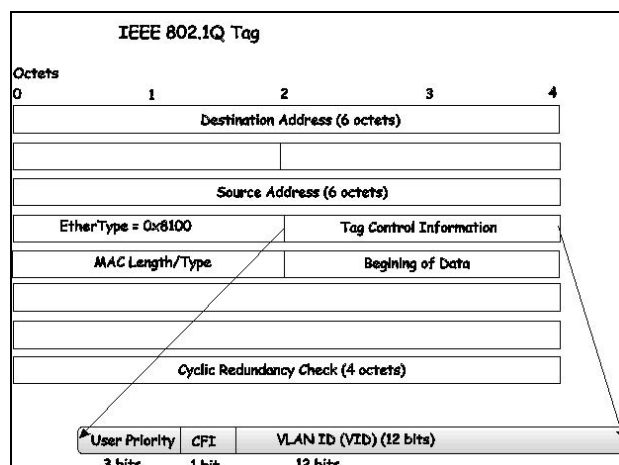 IEEE 802.1Q Tag
Octets
0 1 2 3 4
Destination Address (6 octets)
Source Address (6 octets)
EtherType = 0x8100 Tag Control Information
MAC Length/Type Begining of Data
Cyclic Redundancy Check (4 octets)
User Priority CFI VLAN ID (VID) (12 bits)
3 bits 1 bit 12 bits